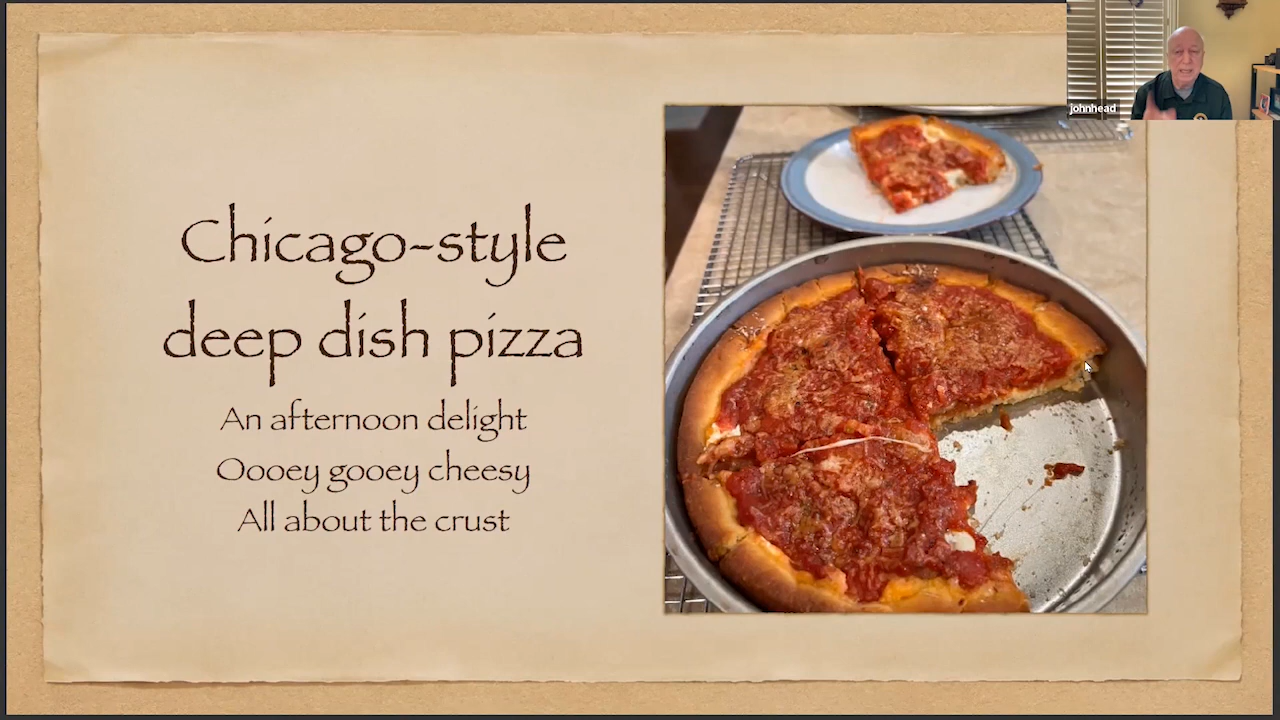 johnhead
Chicago-style
deep dish pizza
An afternoon delight
Oooey gooey cheesy
All about the crust